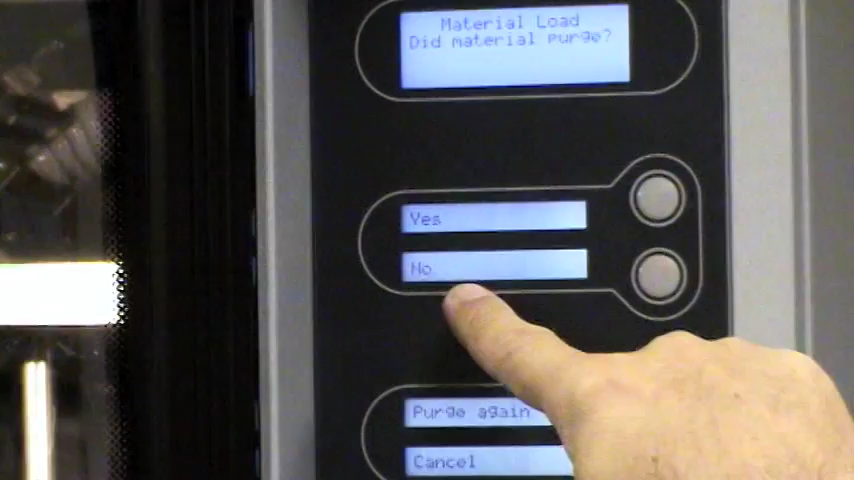 Material Load
Did material purge?
Yes
No
Purge again
Cancel